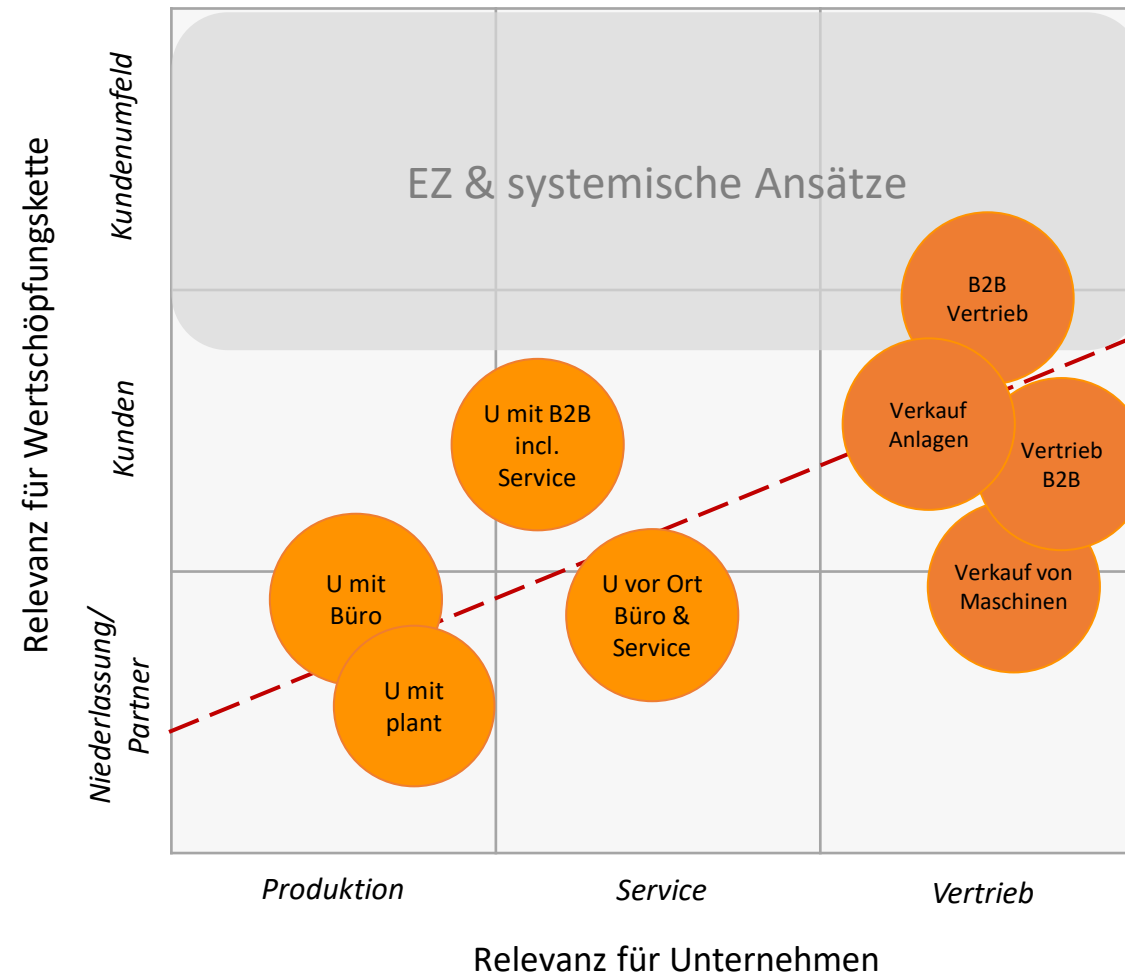 Relevanz für Wertschöpfungskette
Kundenumfeld
Kunden
Niederlassung/
Partner
EZ & systemische Ansätze
B2B
Vertrieb
Verkauf
Anlagen
Vertrieb
B2B
Verkauf von
Maschinen
U mit B2B
incl.
Service
U vor Ort
Büro &
Service
U mit
Büro
U mit
plant
Produktion
Service
Vertrieb
Relevanz für Unternehmen